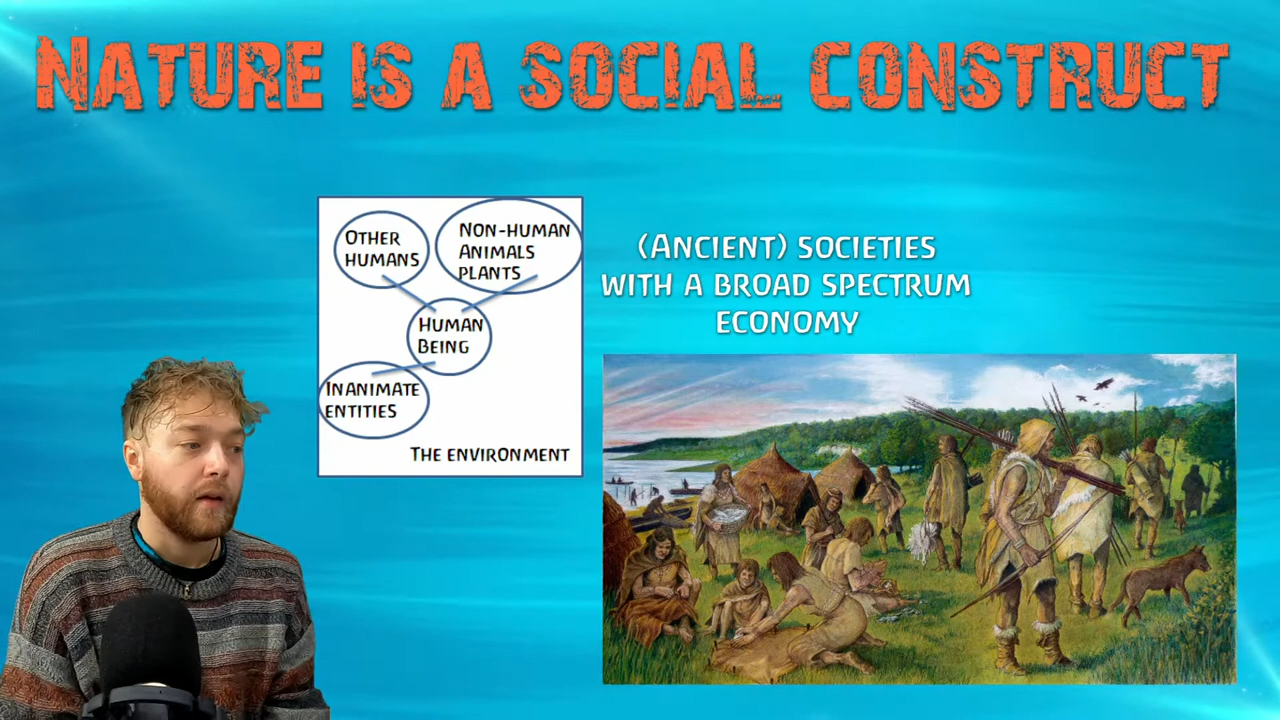 NATURE IS A SOCIAL CONSTRUCT
OTHER
HUMANS
NON-HUMAN
ANIMALS
PLANTS
HUMAN
BEING
INANIMATE
ENTITIES
THE ENVIRONMENT
(ANCIENT) SOCIETIES
WITH A BROAD SPECTRUM
ECONOMY